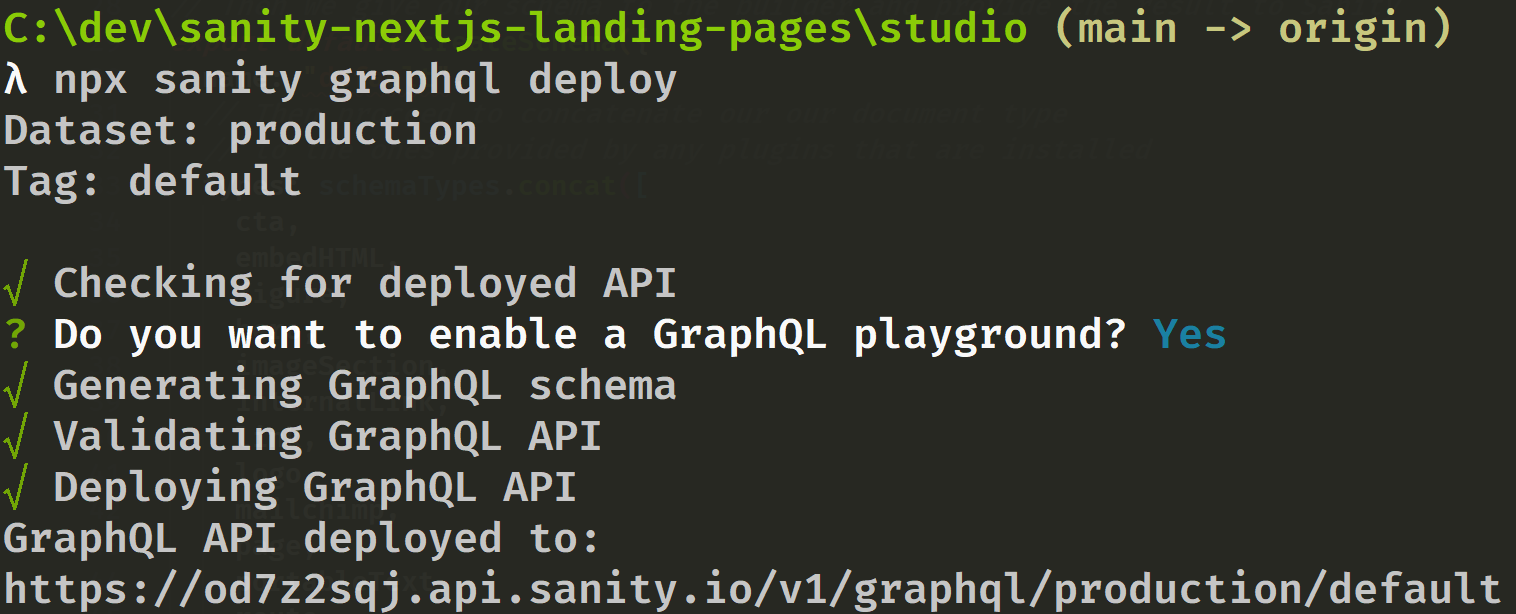 C:\dev\sanity-nextjs-landing-pages\studio (main -> origin)
λ npx sanity graphql deploy
Dataset: production
Tag: default
√ Checking for deployed API
? Do you want to enable a GraphQL playground? Yes
√ Generating GraphQL schema
√ Validating GraphQL API
√ Deploying GraphQL API
GraphQL API deployed to:
https://od7z2sqj.api.sanity.io/v1/graphql/production/default